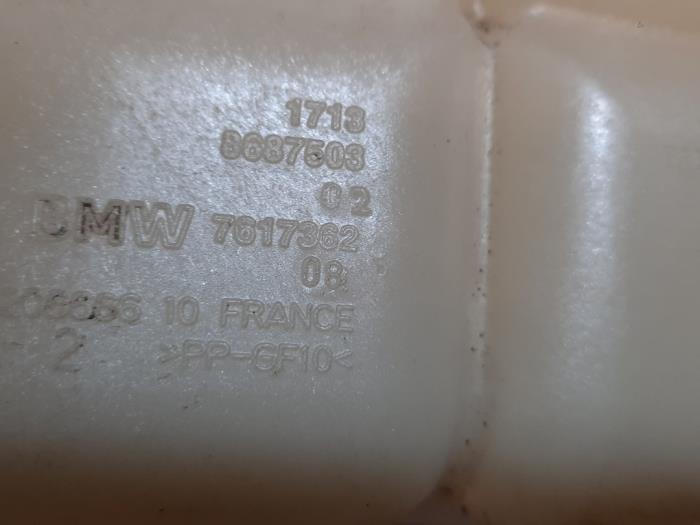 1713
8687503
02
BMW 7617362
08
10 FRANCE
2 >PP-GF10<